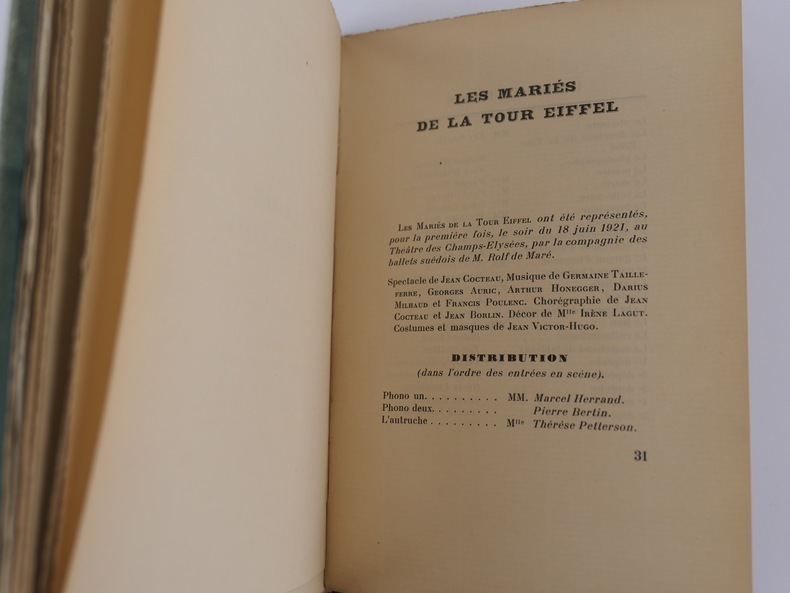 LES MARIÉS
DE LA TOUR EIFFEL
LES MARIÉS DE LA TOUR EIFFEL ont été représentés,
pour la première fois, le soir du 18 juin 1921, au
Théâtre des Champs-Elysées, par la compagnie des
ballets suédois de M. Rolf de Maré.
Spectacle de JEAN COCTEAU, Musique de GERMAINE TAILLE-
FERRE, GEORGES AURIC, ARTHUR HONEGGER, DARIUS
MILHAUD et FRANCIS POULENC. Chorégraphie de JEAN
COCTEAU et JEAN BORLIN. Décor de Mlle IRÈNE LAGUT.
Costumes et masques de JEAN VICTOR-HUGO.
DISTRIBUTION
(dans l'ordre des entrées en scène).
Phono un. . . . . . . . . . MM. Marcel Herrand.
Phono deux. . . . . . . . . Pierre Bertin.
L'autruche . . . . . . . . . Mlle Thérèse Petterson.
31